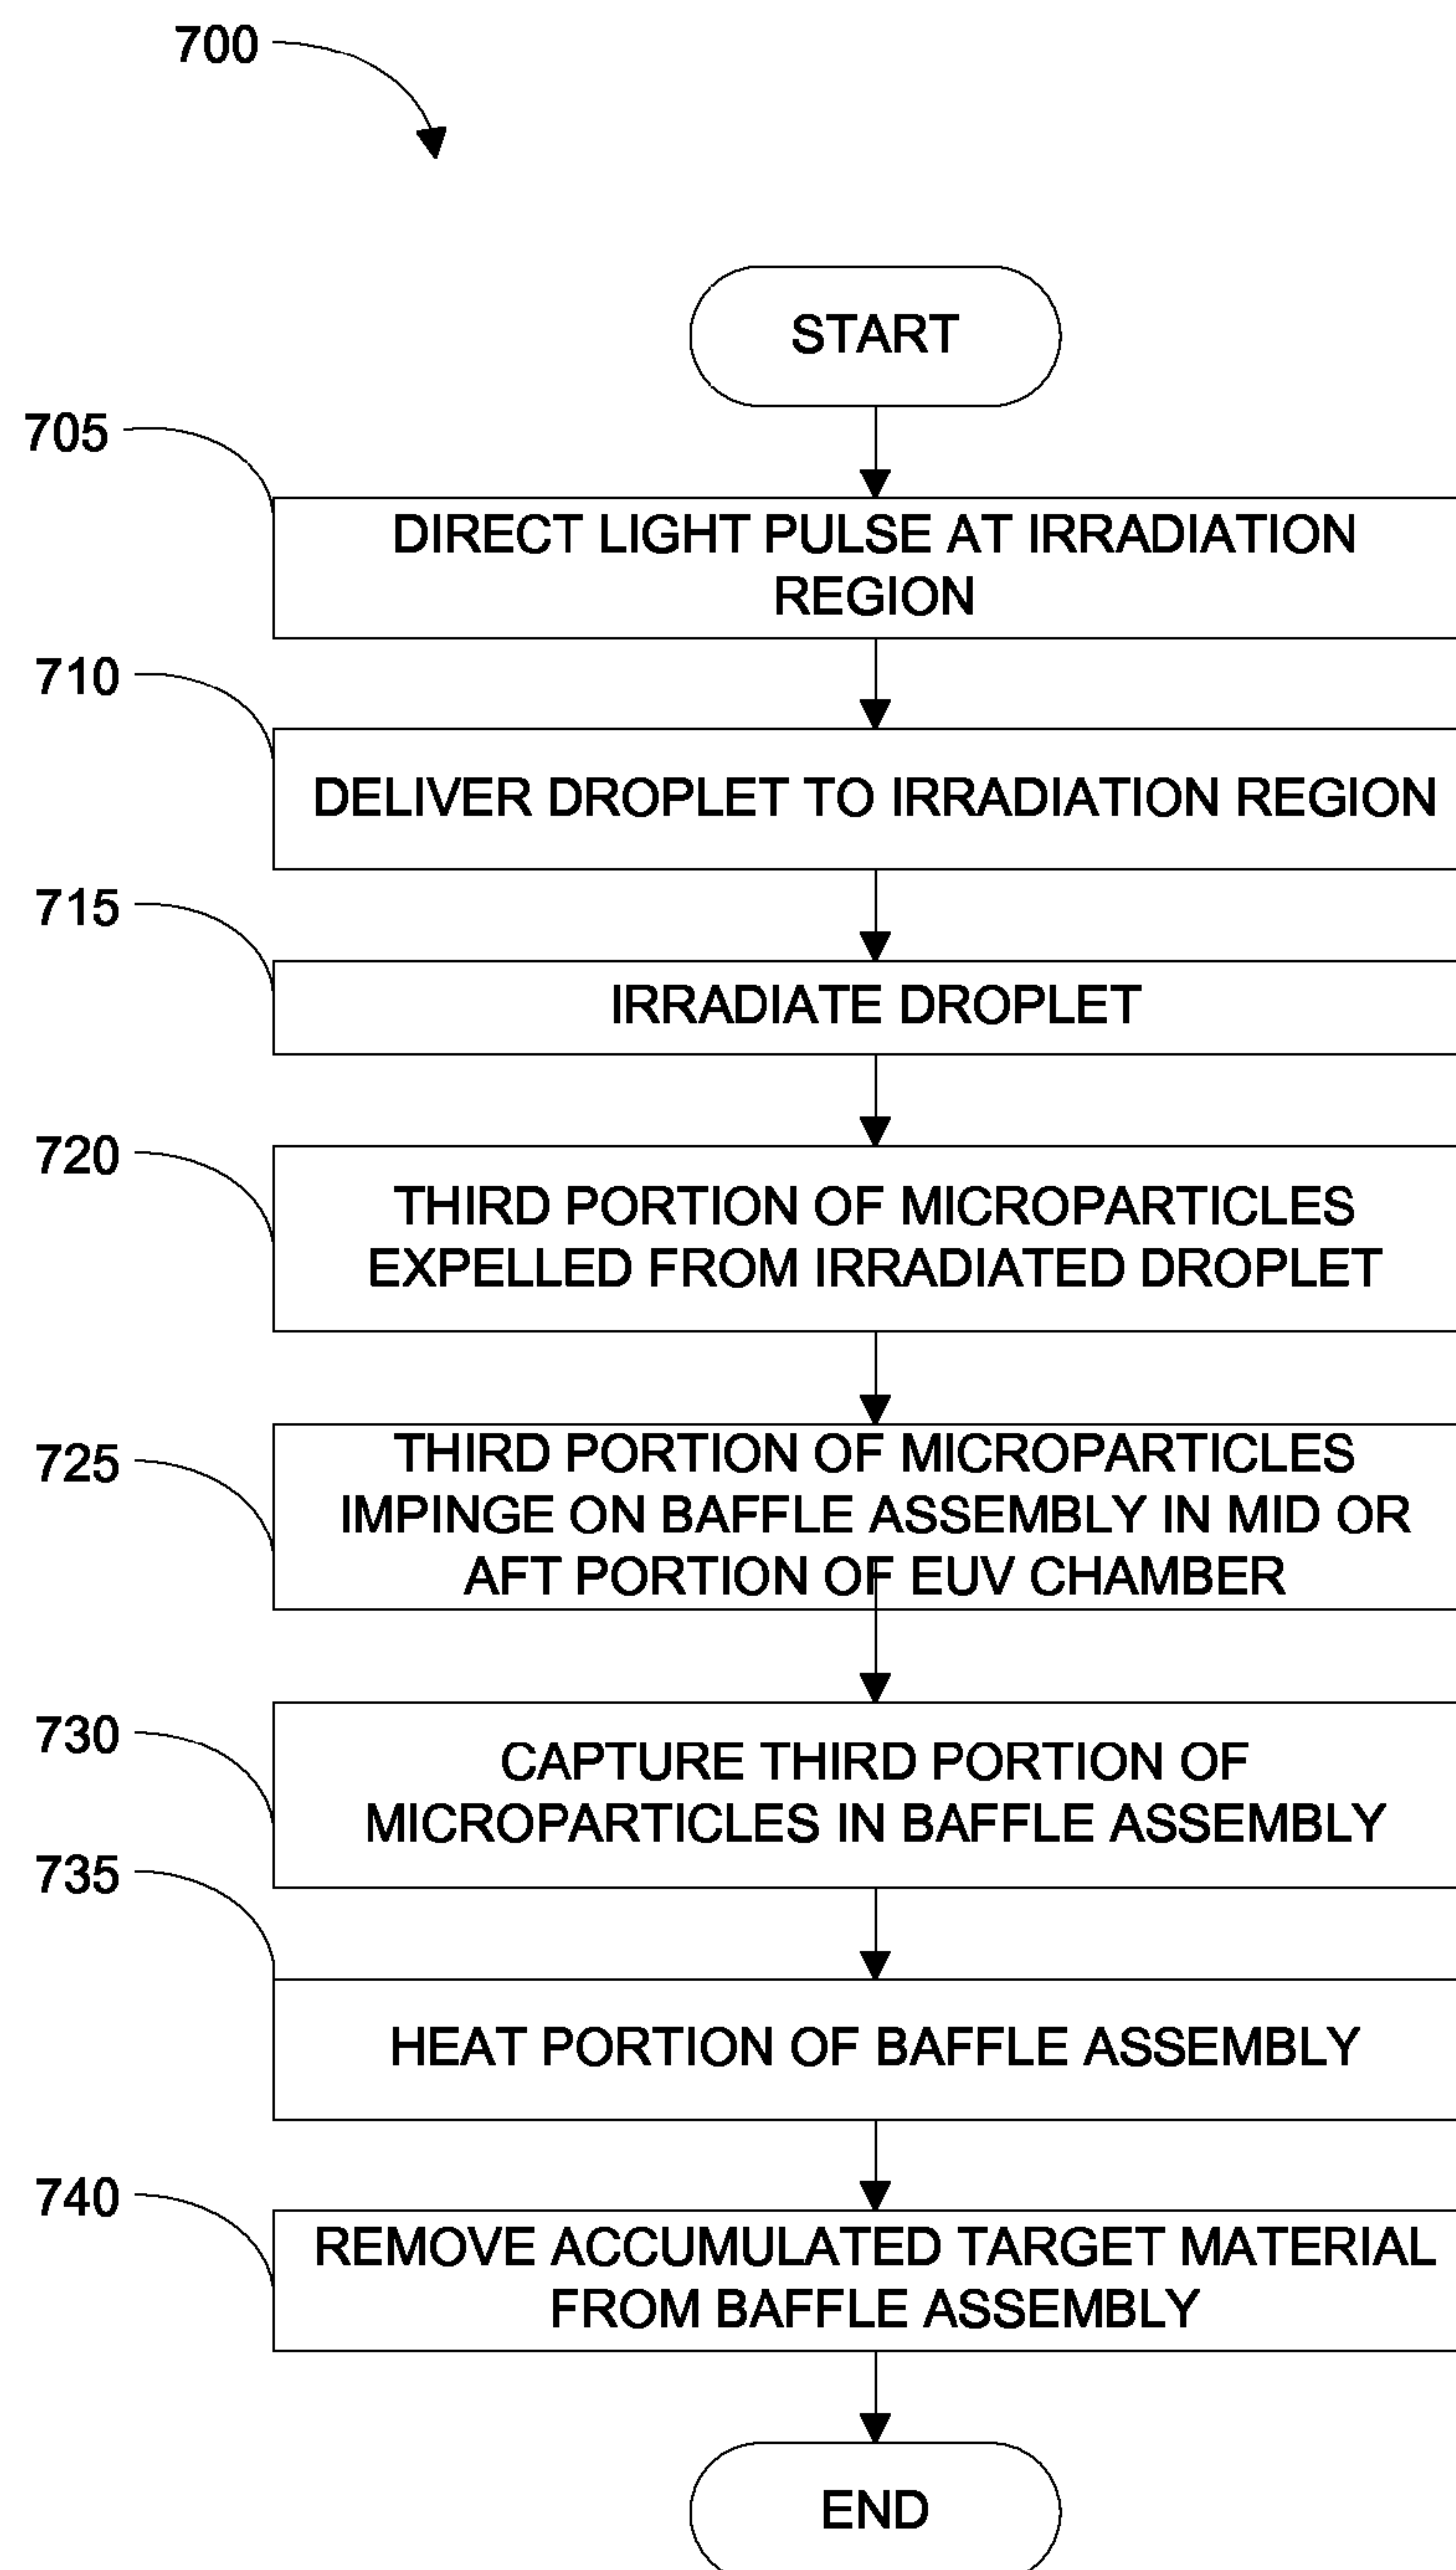 700
START
705
DIRECT LIGHT PULSE AT IRRADIATION
REGION
710
DELIVER DROPLET TO IRRADIATION REGION
715
IRRADIATE DROPLET
720
THIRD PORTION OF MICROPARTICLES
EXPELLED FROM IRRADIATED DROPLET
725
THIRD PORTION OF MICROPARTICLES
IMPINGE ON BAFFLE ASSEMBLY IN MID OR
AFT PORTION OF EUV CHAMBER
730
CAPTURE THIRD PORTION OF
MICROPARTICLES IN BAFFLE ASSEMBLY
735
HEAT PORTION OF BAFFLE ASSEMBLY
740
REMOVE ACCUMULATED TARGET MATERIAL
FROM BAFFLE ASSEMBLY
END